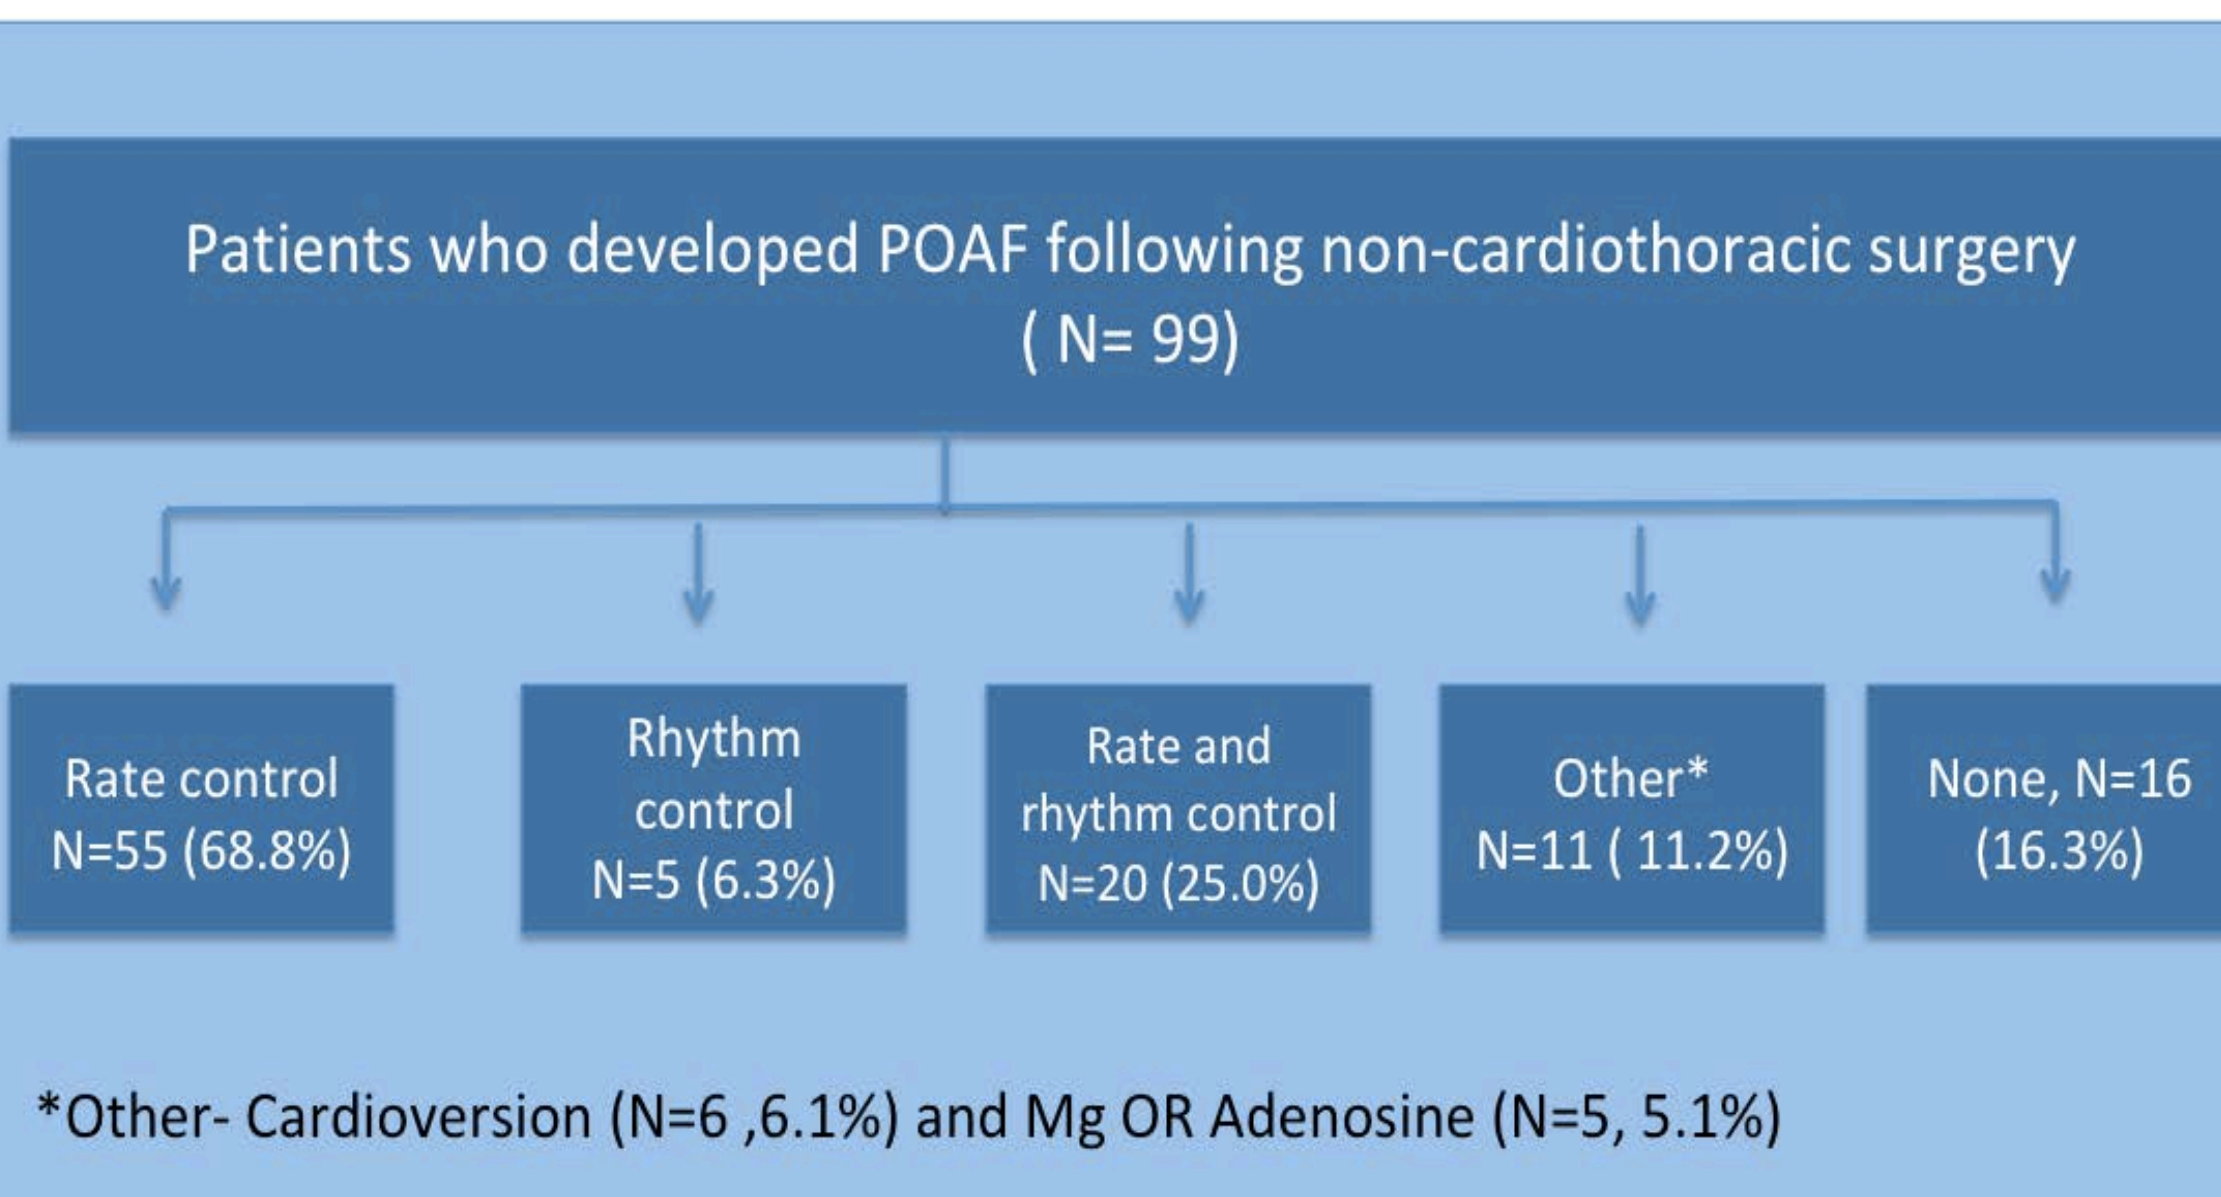 Patients who developed POAF following non-cardiothoracic surgery
( N= 99)
Rate control
N=55 (68.8%)
Rhythm
control
N=5 (6.3%)
Rate and
rhythm control
N=20 (25.0%)
Other*
N=11 ( 11.2%)
None, N=16
(16.3%)
*Other- Cardioversion (N=6 ,6.1%) and Mg OR Adenosine (N=5, 5.1%)